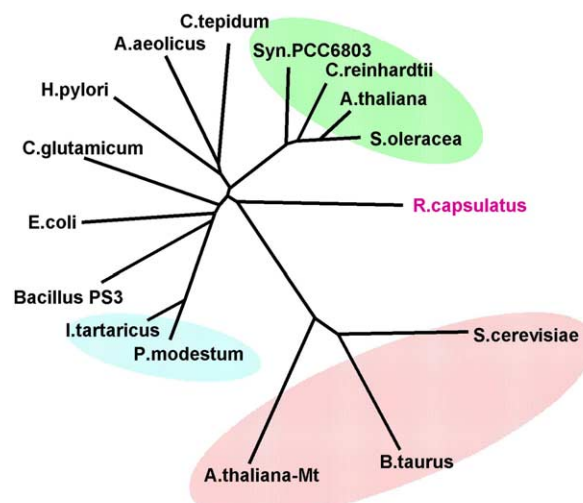 C.tepidum
A.aeolicus
Syn.PCC6803
C.reinhardtii
H.pylori
A.thaliana
S.oleracea
C.glutamicum
R.capsulatus
E.coli
Bacillus PS3
I.tartaricus
S.cerevisiae
P.modestum
B.taurus
A.thaliana-Mt